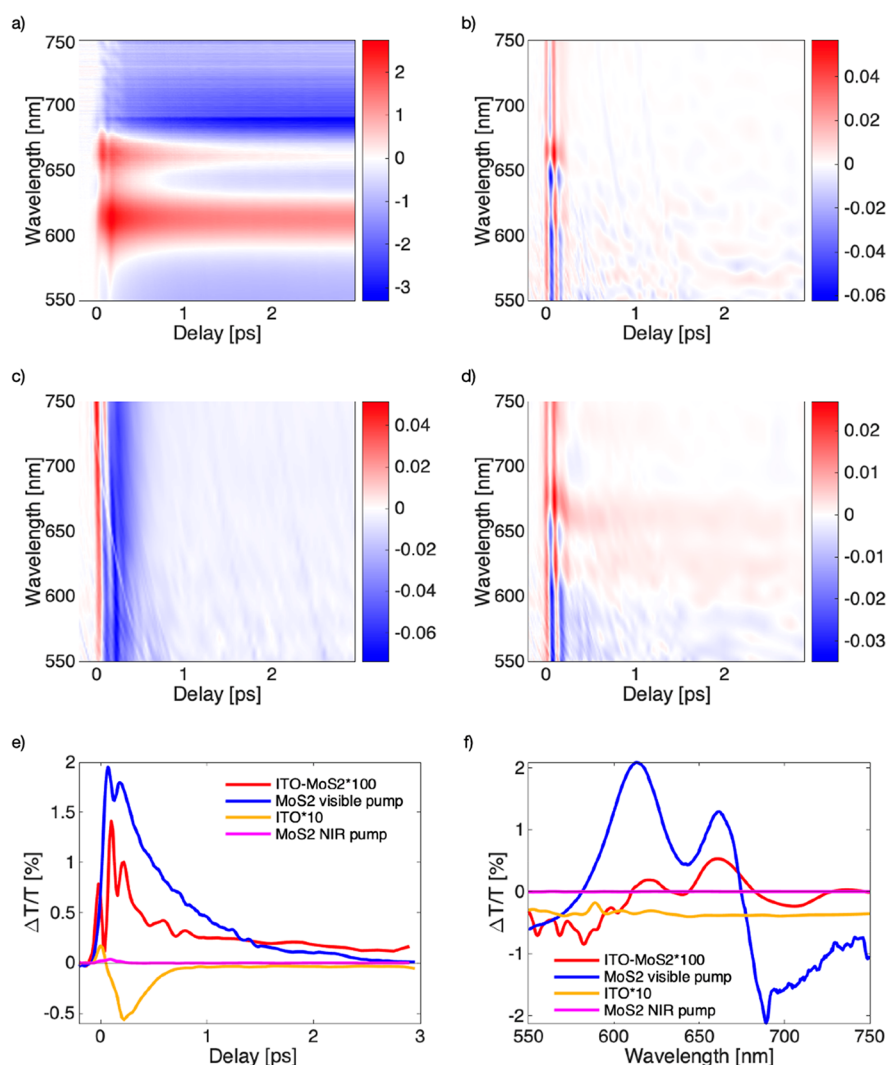 a)
750
700
650
600
550
Wavelength [nm]
0
1
2
Delay [ps]
2
1
0
-1
-2
-3
b)
750
700
650
600
550
Wavelength [nm]
0
1
2
Delay [ps]
0.04
0.02
0
-0.02
-0.04
-0.06
c)
750
700
650
600
550
Wavelength [nm]
0
1
2
Delay [ps]
0.04
0.02
0
-0.02
-0.04
-0.06
d)
750
700
650
600
550
Wavelength [nm]
0
1
2
Delay [ps]
0.02
0.01
0
-0.01
-0.02
-0.03
e)
2
1.5
1
0.5
0
-0.5
ΔT/T [%]
ITO-MoS2*100
MoS2 visible pump
ITO*10
MoS2 NIR pump
0
1
2
3
Delay [ps]
f)
2
1
0
-1
-2
ΔT/T [%]
ITO-MoS2*100
MoS2 visible pump
ITO*10
MoS2 NIR pump
550
600
650
700
750
Wavelength [nm]